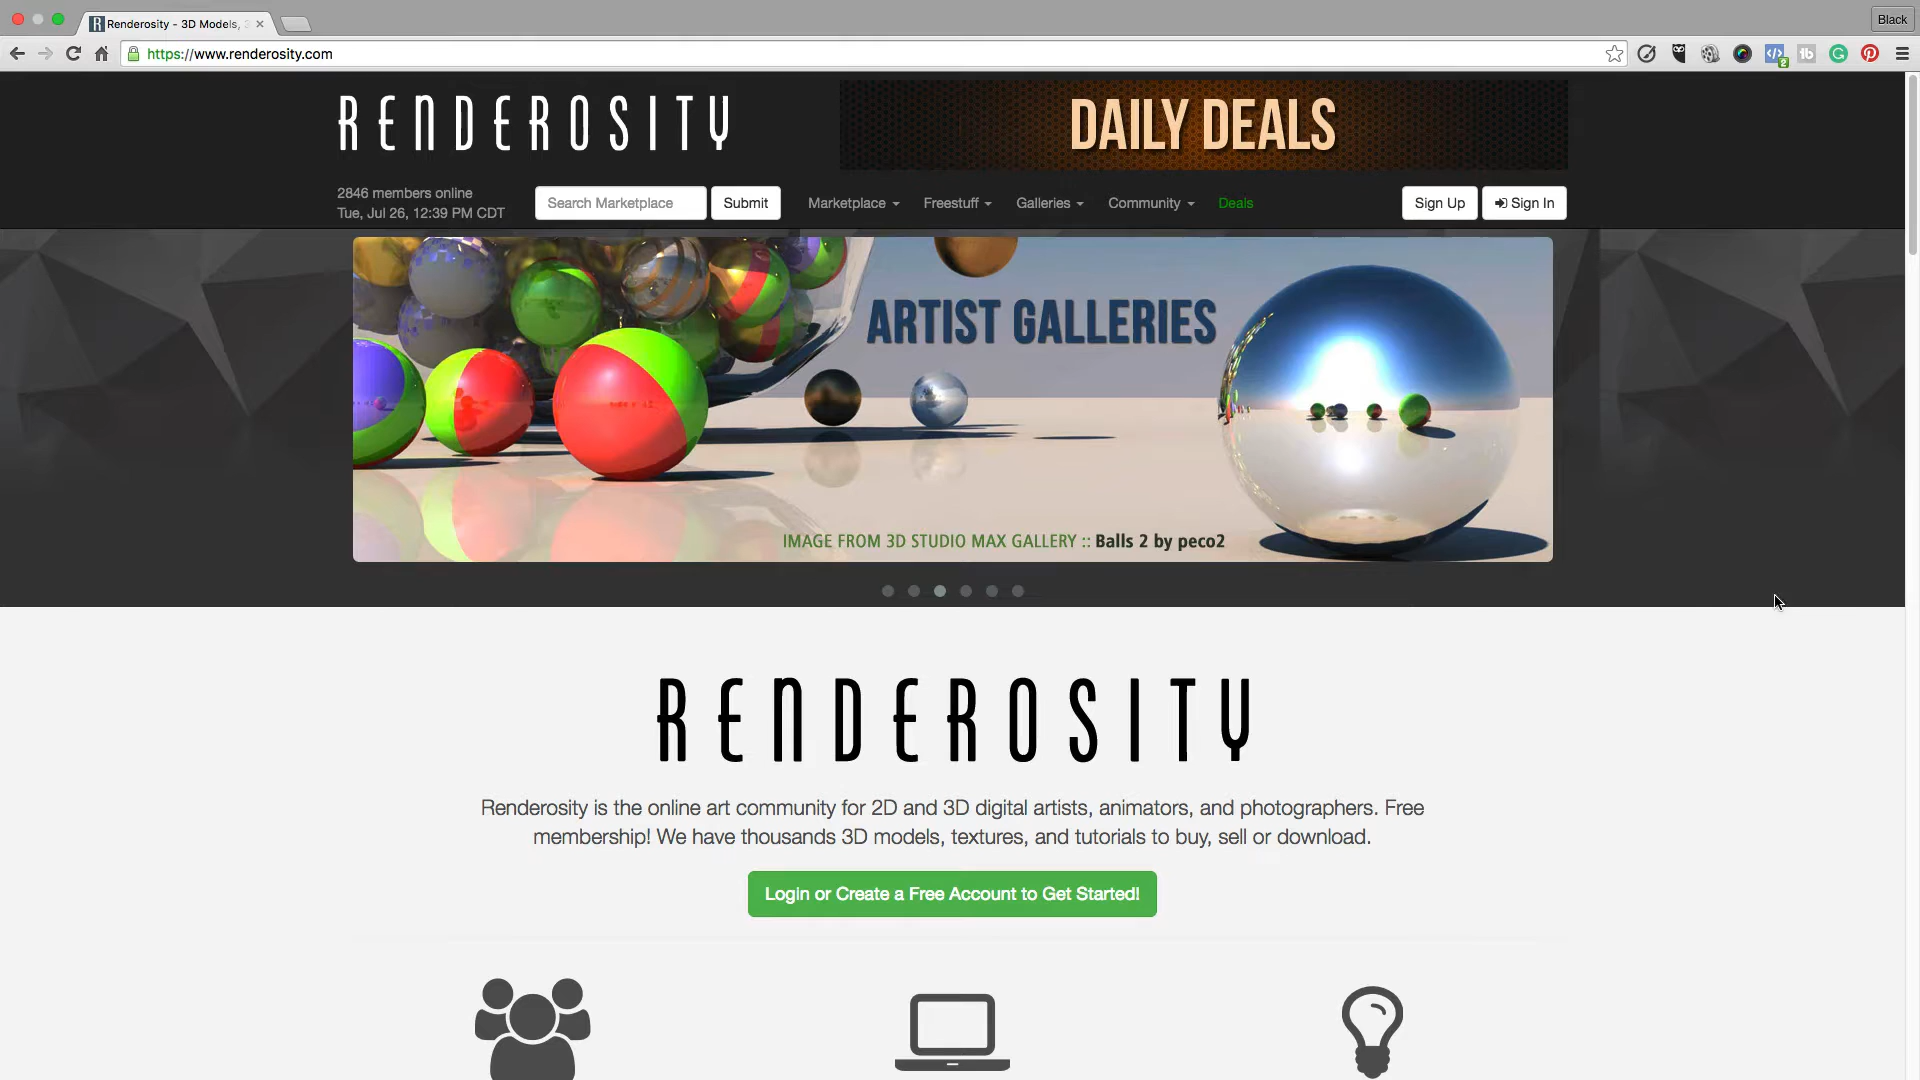 Renderosity - 3D Models, 3
Black
https://www.renderosity.com
2
RENDEROSITY
DAILY DEALS
2846 members online
Tue, Jul 26, 12:39 PM CDT
Search Marketplace
Submit
Marketplace
Freestuff
Galleries
Community
Deals
Sign Up
Sign In
ARTIST GALLERIES
IMAGE FROM 3D STUDIO MAX GALLERY :: Balls 2 by peco2
RENDEROSITY
Renderosity is the online art community for 2D and 3D digital artists, animators, and photographers. Free
membership! We have thousands 3D models, textures, and tutorials to buy, sell or download.
Login or Create a Free Account to Get Started!